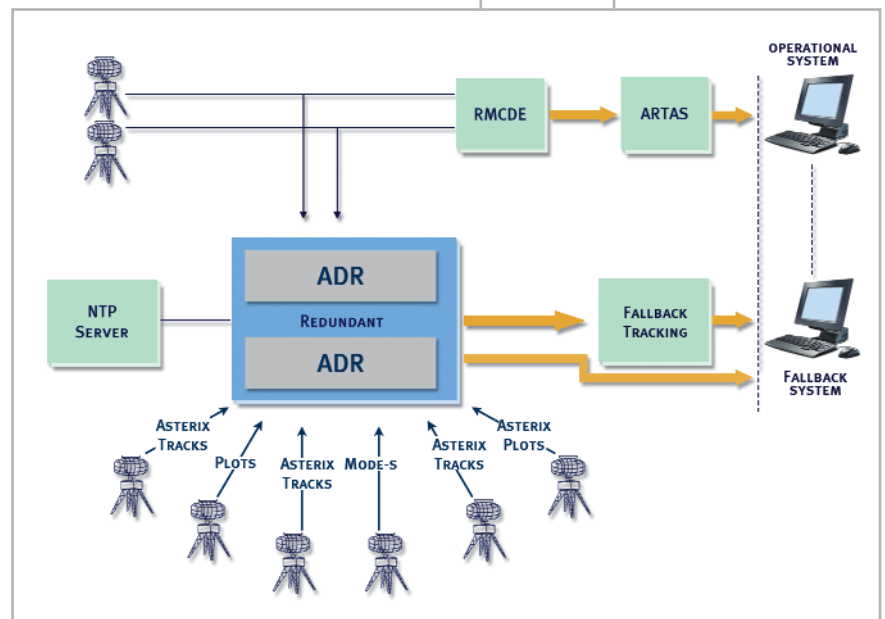 OPERATIONAL
SYSTEM
RMCDE
ARTAS
ADR
NTP
SERVER
REDUNDANT
FALLBACK
TRACKING
ADR
FALLBACK
SYSTEM
ASTERIX
TRACKS
PLOTS
ASTERIX
TRACKS
MODE-S
ASTERIX
TRACKS
ASTERIX
PLOTS